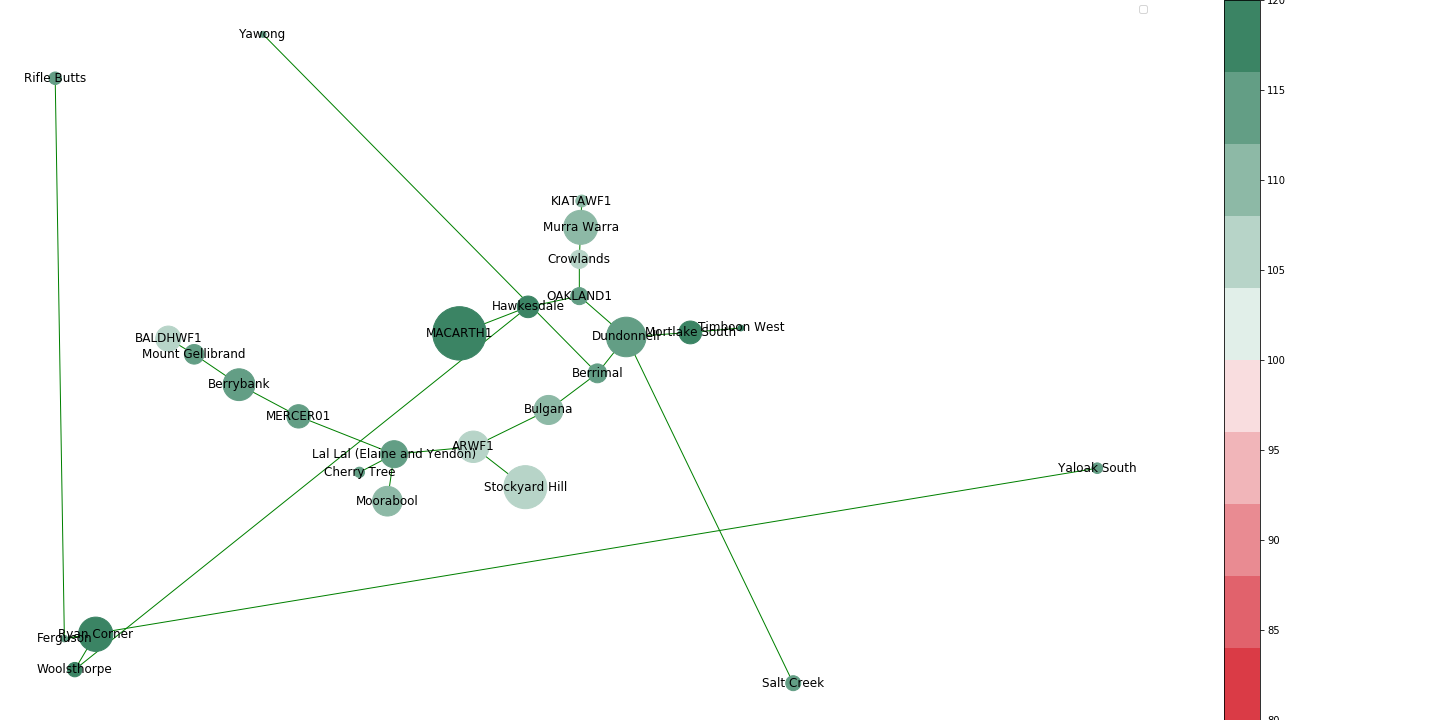 120
Yawong
Rifle Butts
115
110
KIATAWF1
Murra Warra
Crowlands
105
OAKLAND1
Hawkesdale
Timboon West
MACARTH1
Dundonnell
Mortlake South
BALDHWF1
Mount Gellibrand
100
Berrimal
Berrybank
Bulgana
MERCER01
95
ARWF1
Lal Lal (Elaine and Yendon)
Yaloak South
Cherry Tree
Stockyard Hill
Moorabool
90
85
Ryan Corner
Ferguson
Woolsthorpe
Salt Creek
80